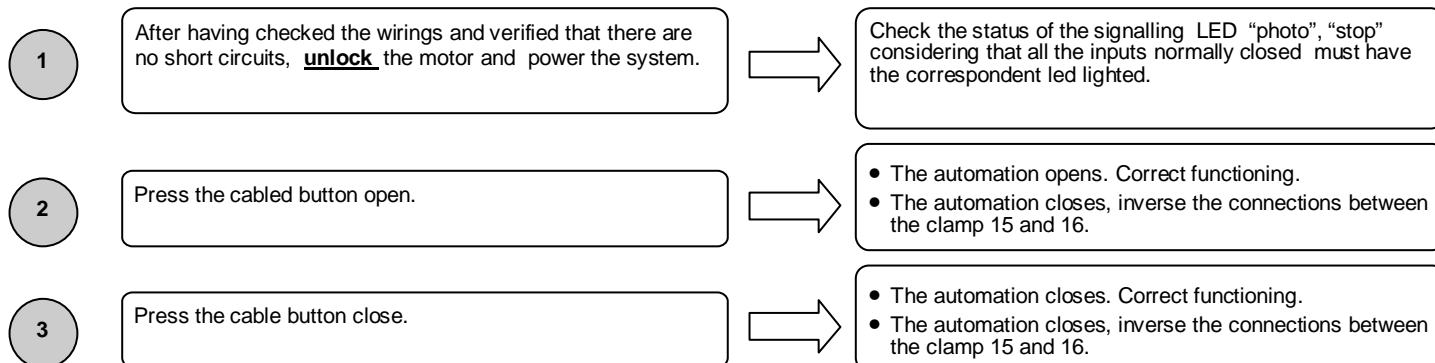 1
After having checked the wirings and verified that there are
no short circuits, unlock the motor and power the system.
Check the status of the signalling LED “photo”, “stop”
considering that all the inputs normally closed must have
the correspondent led lighted.
2
Press the cabled button open.
• The automation opens. Correct functioning.
• The automation closes, inverse the connections between
the clamp 15 and 16.
3
Press the cable button close.
• The automation closes. Correct functioning.
• The automation closes, inverse the connections between
the clamp 15 and 16.